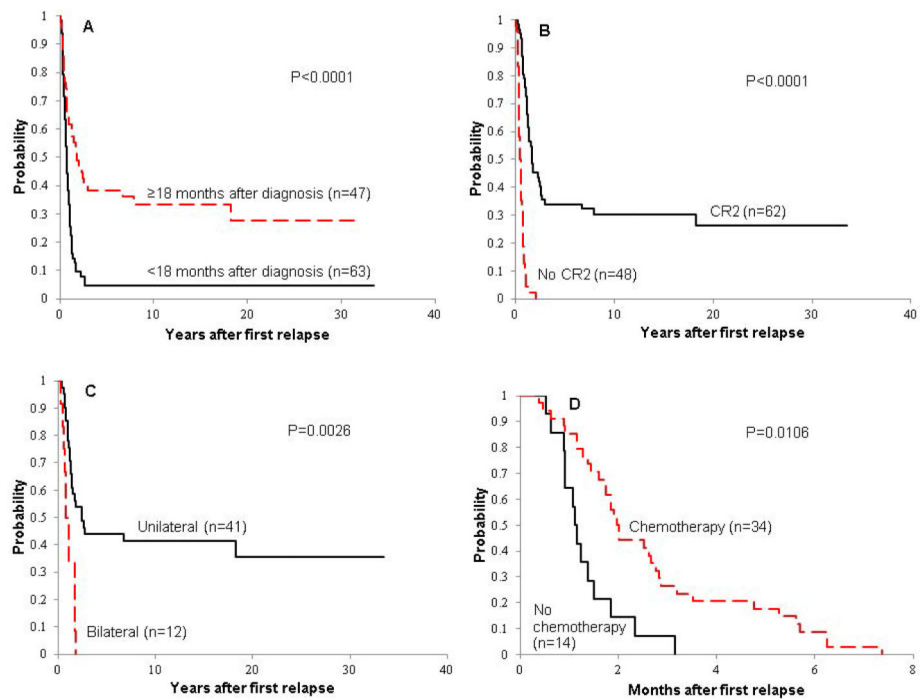 A
P<0.0001
Probability
1
0.9
0.8
0.7
0.6
0.5
0.4
0.3
0.2
0.1
0
≥18 months after diagnosis (n=47)
<18 months after diagnosis (n=63)
0 10 20 30 40
Years after first relapse
B
P<0.0001
Probability
1
0.9
0.8
0.7
0.6
0.5
0.4
0.3
0.2
0.1
0
CR2 (n=62)
No CR2 (n=48)
0 10 20 30 40
Years after first relapse
C
P=0.0026
Probability
1
0.9
0.8
0.7
0.6
0.5
0.4
0.3
0.2
0.1
0
Unilateral (n=41)
Bilateral (n=12)
0 10 20 30 40
Years after first relapse
D
P=0.0106
Probability
1
0.9
0.8
0.7
0.6
0.5
0.4
0.3
0.2
0.1
0
Chemotherapy (n=34)
No
chemotherapy
(n=14)
0 2 4 6 8
Months after first relapse